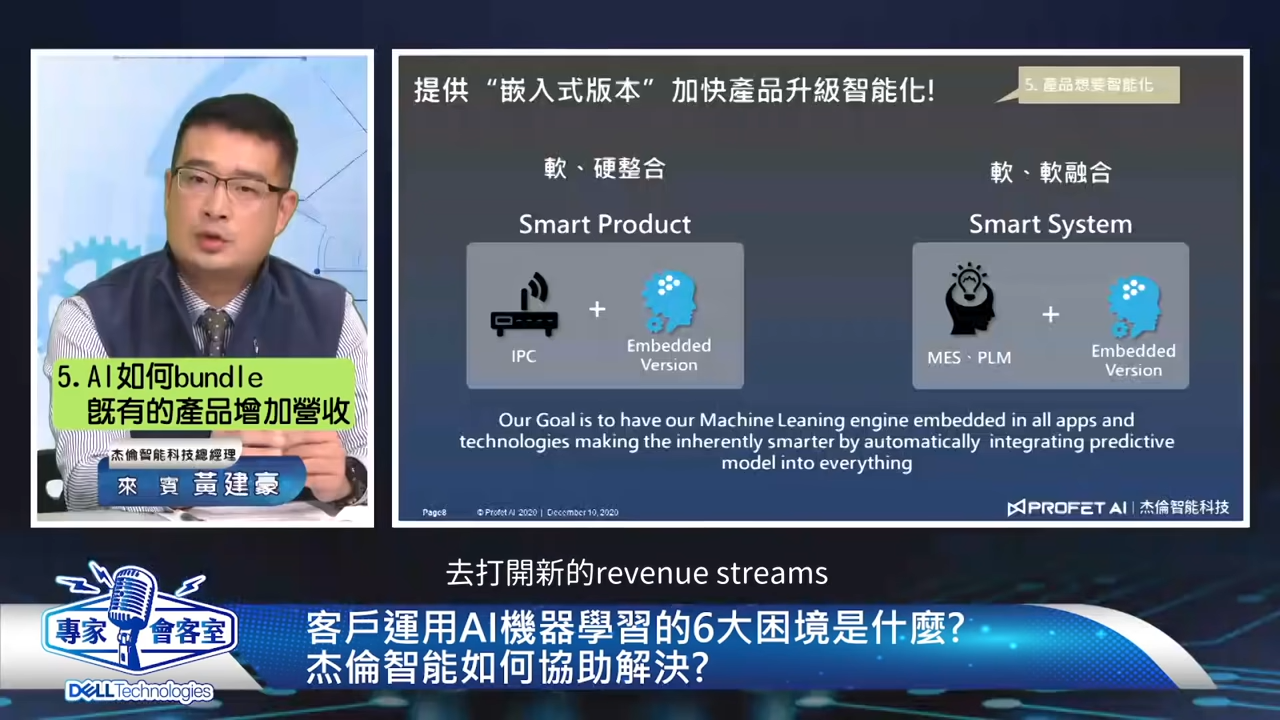 提供“嵌入式版本”加快產品升級智能化!
5. 產品想要智能化
軟、硬整合
Smart Product
IPC
+
Embedded
Version
軟、軟融合
Smart System
MES、PLM
+
Embedded
Version
Our Goal is to have our Machine Leaning engine embedded in all apps and
technologies making the inherently smarter by automatically integrating predictive
model into everything
Page8
© Profet AI 2020 | December 10, 2020
PROFET AI | 杰倫智能科技
5.AI如何bundle
既有的產品增加營收
杰倫智能科技總經理
來賓 黃建豪
去打開新的revenue streams
專家會客室
DELLTechnologies
客戶運用AI機器學習的6大困境是什麼?
杰倫智能如何協助解決?